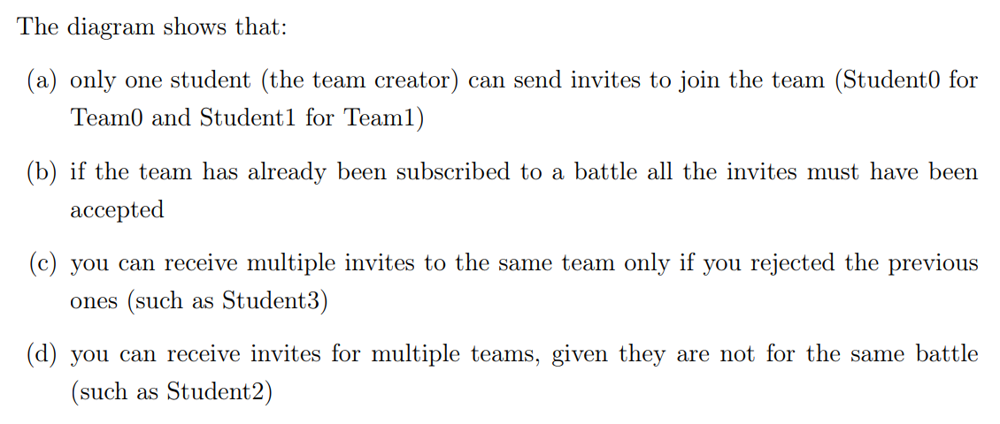 The diagram shows that:
(a) only one student (the team creator) can send invites to join the team (Student0 for
Team0 and Student1 for Team1)
(b) if the team has already been subscribed to a battle all the invites must have been
accepted
(c) you can receive multiple invites to the same team only if you rejected the previous
ones (such as Student3)
(d) you can receive invites for multiple teams, given they are not for the same battle
(such as Student2)